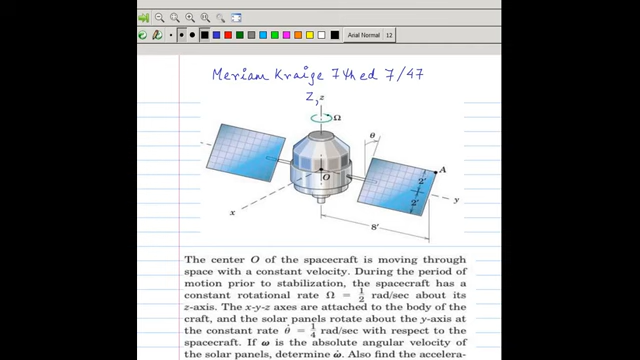 Arial Normal 12
Meriam Kraige 7th ed 7/47
Z, z
Ω
θ
A
2′
O
2′
x
y
8′
The center O of the spacecraft is moving through
space with a constant velocity. During the period of
motion prior to stabilization, the spacecraft has a
constant rotational rate Ω = 1/2 rad/sec about its
z-axis. The x-y-z axes are attached to the body of the
craft, and the solar panels rotate about the y-axis at
the constant rate θ̇ = 1/4 rad/sec with respect to the
spacecraft. If ω is the absolute angular velocity of
the solar panels, determine ω̇. Also find the accelera-